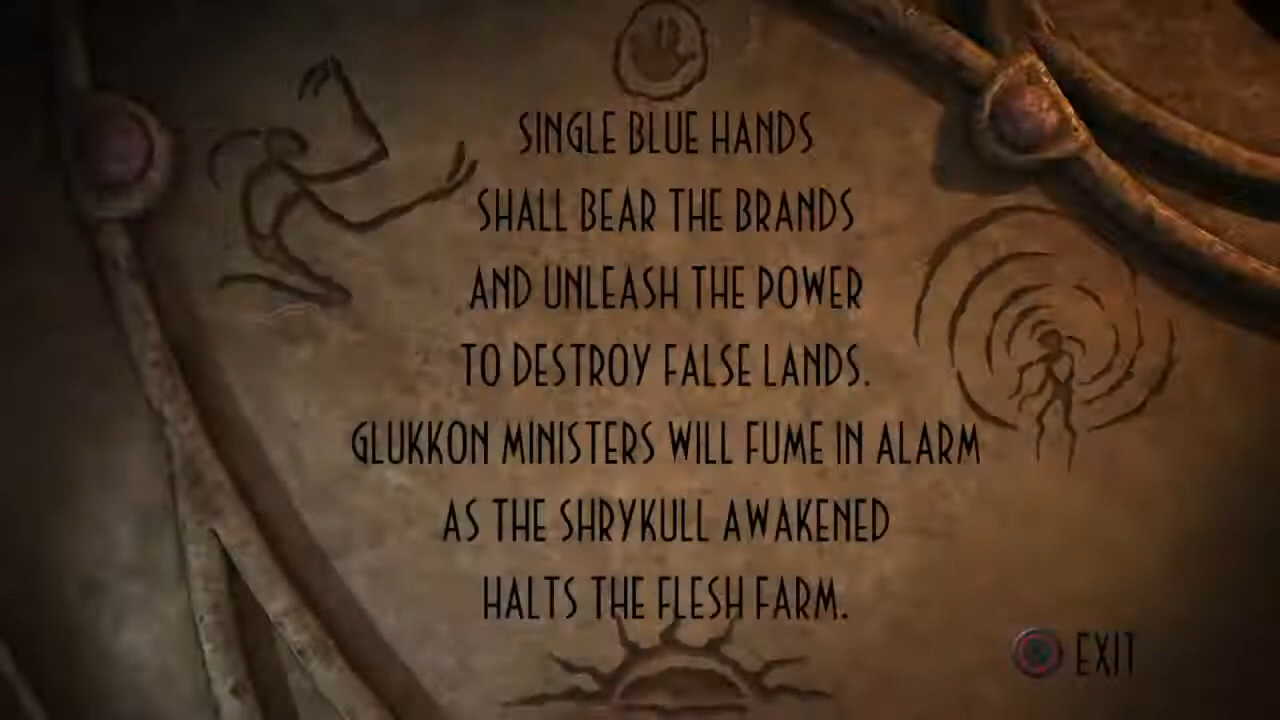 SINGLE BLUE HANDS
SHALL BEAR THE BRANDS
AND UNLEASH THE POWER
TO DESTROY FALSE LANDS.
GLUKKON MINISTERS WILL FUME IN ALARM
AS THE SHRYKULL AWAKENED
HALTS THE FLESH FARM.
EXIT